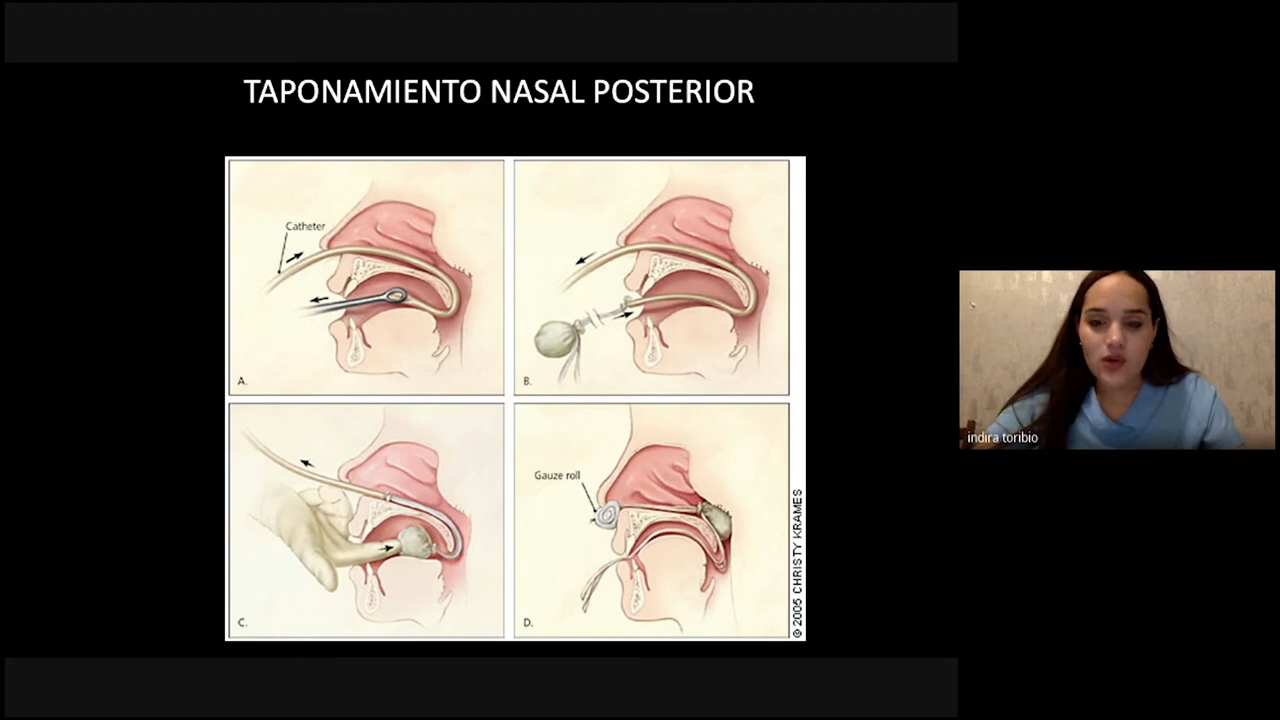 TAPONAMIENTO NASAL POSTERIOR
Catheter
A.
B.
Gauze roll
C.
D.
© 2005 CHRISTY KRAMES
indira toribio